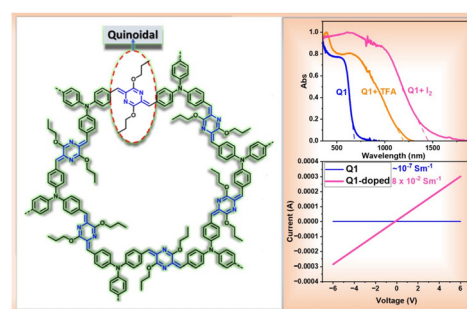 Quinoidal
1.0
0.8
0.6
0.4
0.2
0.0
Abs
Q1
Q1+ TFA
Q1+ I₂
500
1000
1500
2000
Wavelength (nm)
0.0004
0.0003
0.0002
0.0001
0.0000
-0.0001
-0.0002
-0.0003
-0.0004
Current (A)
Q1 ~10⁻⁷ Sm⁻¹
Q1-doped 8 x 10⁻² Sm⁻¹
-6
-4
-2
0
2
4
6
Voltage (V)